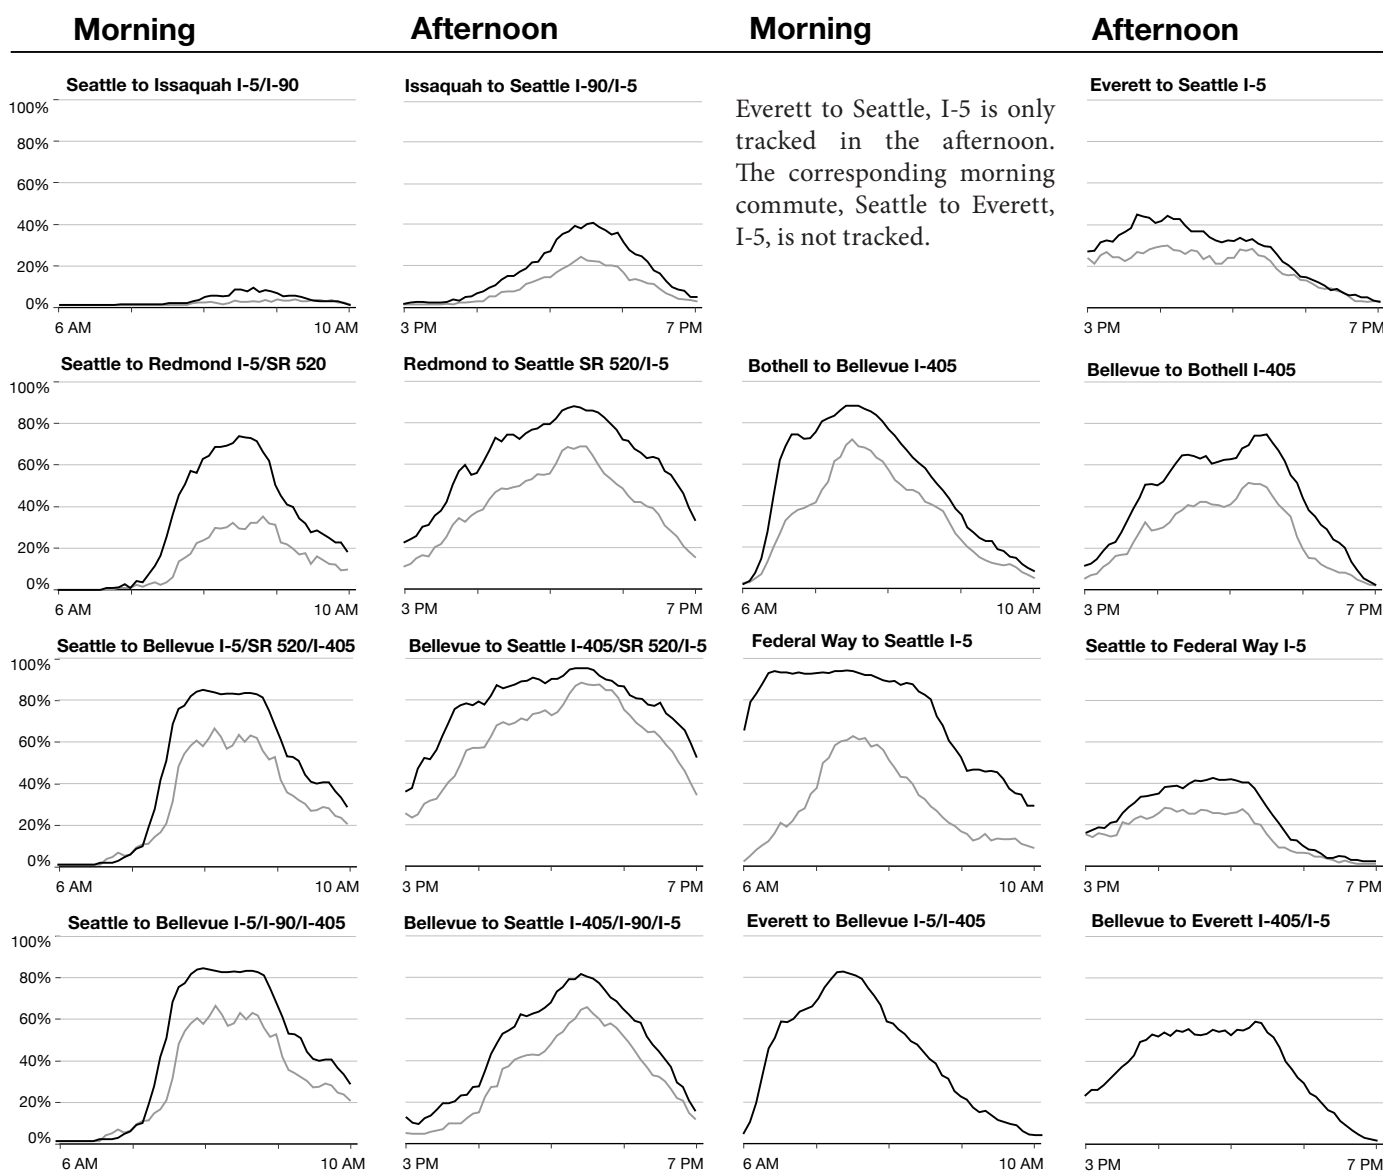 Morning
Afternoon
Morning
Afternoon
Seattle to Issaquah I-5/I-90
100%
80%
60%
40%
20%
0%
6 AM
10 AM
Issaquah to Seattle I-90/I-5
3 PM
7 PM
Everett to Seattle, I-5 is only
tracked in the afternoon.
The corresponding morning
commute, Seattle to Everett,
I-5, is not tracked.
Everett to Seattle I-5
3 PM
7 PM
Seattle to Redmond I-5/SR 520
100%
80%
60%
40%
20%
0%
6 AM
10 AM
Redmond to Seattle SR 520/I-5
3 PM
7 PM
Bothell to Bellevue I-405
6 AM
10 AM
Bellevue to Bothell I-405
3 PM
7 PM
Seattle to Bellevue I-5/SR 520/I-405
100%
80%
60%
40%
20%
0%
6 AM
10 AM
Bellevue to Seattle I-405/SR 520/I-5
3 PM
7 PM
Federal Way to Seattle I-5
6 AM
10 AM
Seattle to Federal Way I-5
3 PM
7 PM
Seattle to Bellevue I-5/I-90/I-405
100%
80%
60%
40%
20%
0%
6 AM
10 AM
Bellevue to Seattle I-405/I-90/I-5
3 PM
7 PM
Everett to Bellevue I-5/I-405
6 AM
10 AM
Bellevue to Everett I-405/I-5
3 PM
7 PM